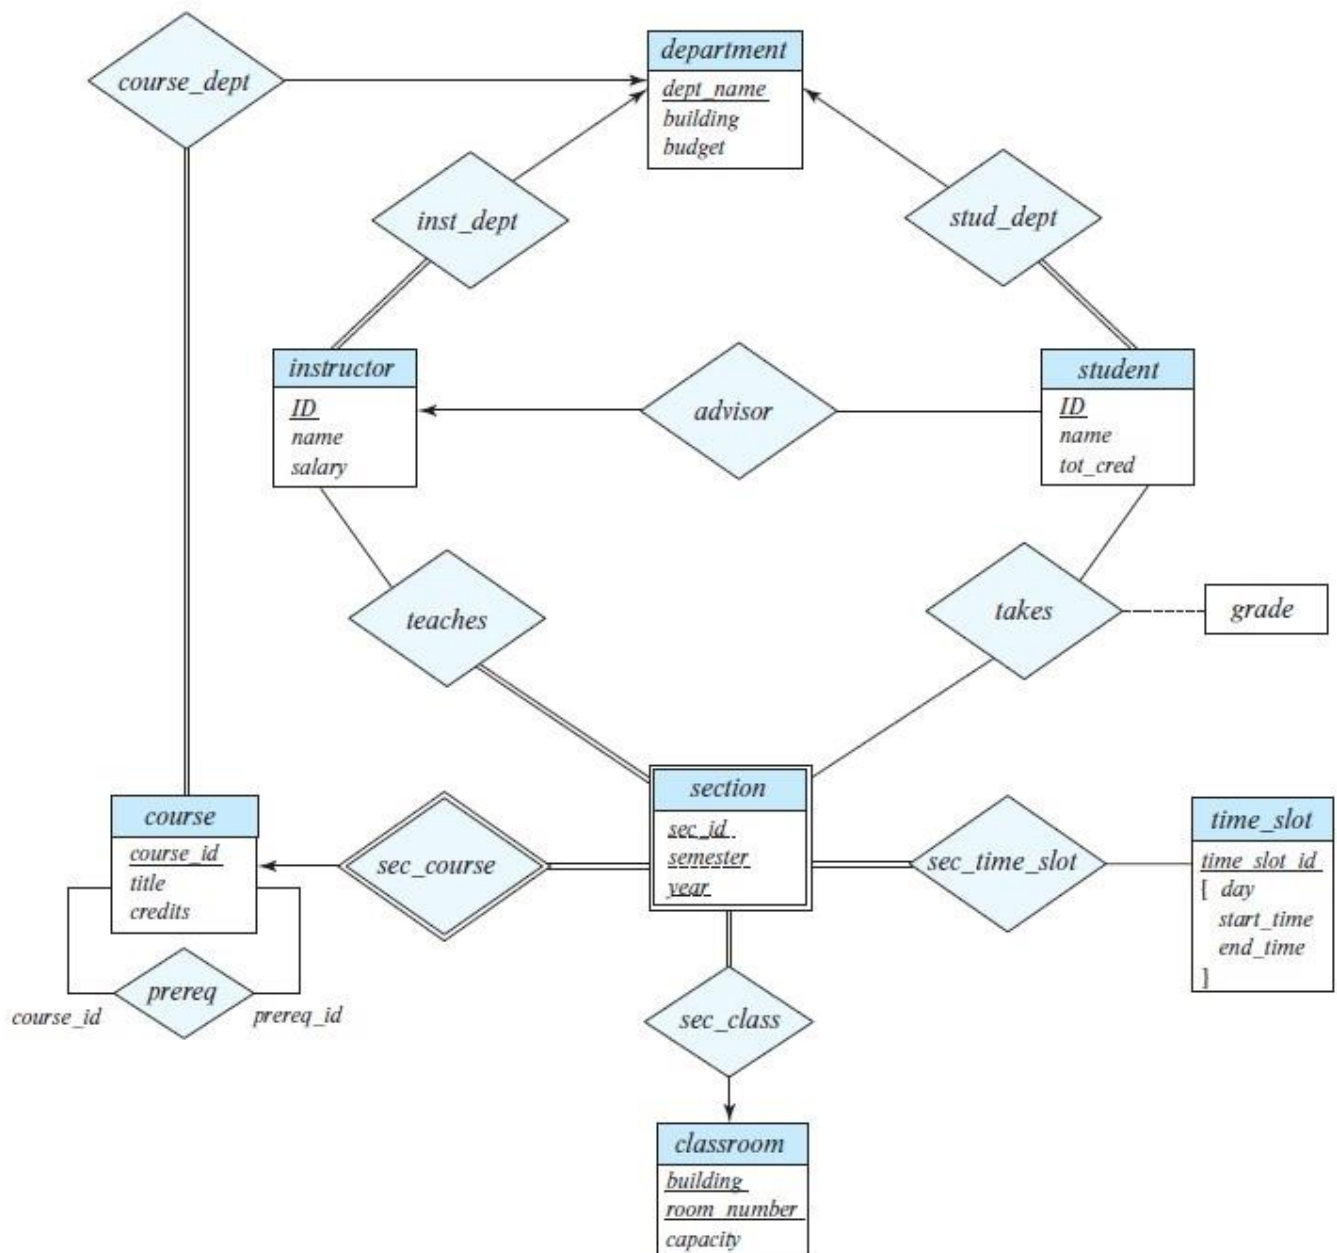 department
dept_name
building
budget
course_dept
inst_dept
stud_dept
instructor
ID
name
salary
advisor
student
ID
name
tot_cred
teaches
takes
grade
course
course_id
title
credits
sec_course
section
sec_id
semester
year
sec_time_slot
time_slot
time_slot_id
{ day
start_time
end_time
}
prereq
course_id
prereq_id
sec_class
classroom
building
room_number
capacity